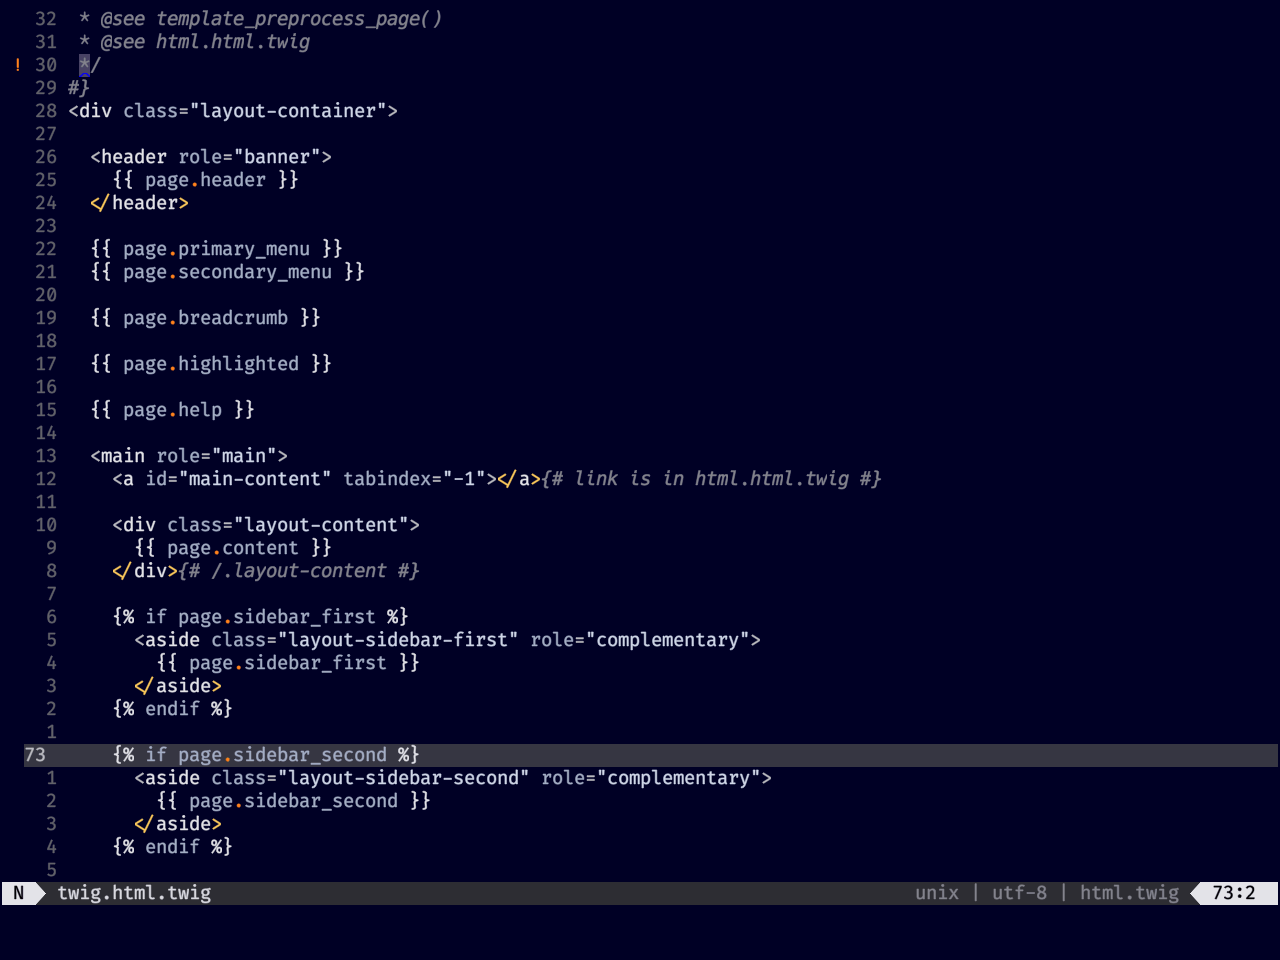 32  * @see template_preprocess_page()
31  * @see html.html.twig
! 30  */
29 #}
28 <div class="layout-container">
27
26   <header role="banner">
25     {{ page.header }}
24   </header>
23
22   {{ page.primary_menu }}
21   {{ page.secondary_menu }}
20
19   {{ page.breadcrumb }}
18
17   {{ page.highlighted }}
16
15   {{ page.help }}
14
13   <main role="main">
12     <a id="main-content" tabindex="-1"></a>{# link is in html.html.twig #}
11
10     <div class="layout-content">
9       {{ page.content }}
8     </div>{# /.layout-content #}
7
6     {% if page.sidebar_first %}
5       <aside class="layout-sidebar-first" role="complementary">
4         {{ page.sidebar_first }}
3       </aside>
2     {% endif %}
1
73     {% if page.sidebar_second %}
1       <aside class="layout-sidebar-second" role="complementary">
2         {{ page.sidebar_second }}
3       </aside>
4     {% endif %}
5
N twig.html.twig unix | utf-8 | html.twig 73:2